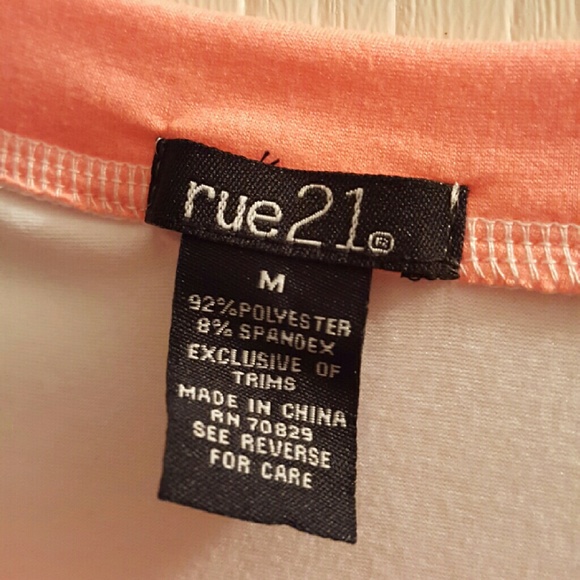 rue21®
M
92%POLYESTER
8% SPANDEX
EXCLUSIVE OF
TRIMS
MADE IN CHINA
RN 70829
SEE REVERSE
FOR CARE